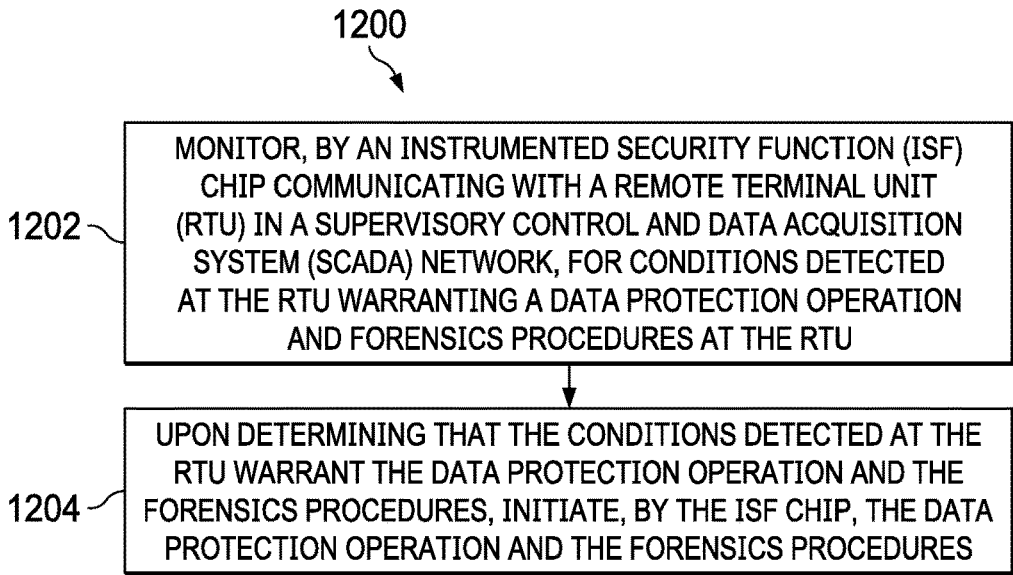 1200
MONITOR, BY AN INSTRUMENTED SECURITY FUNCTION (ISF)
CHIP COMMUNICATING WITH A REMOTE TERMINAL UNIT
(RTU) IN A SUPERVISORY CONTROL AND DATA ACQUISITION
SYSTEM (SCADA) NETWORK, FOR CONDITIONS DETECTED
AT THE RTU WARRANTING A DATA PROTECTION OPERATION
AND FORENSICS PROCEDURES AT THE RTU
1202
UPON DETERMINING THAT THE CONDITIONS DETECTED AT THE
RTU WARRANT THE DATA PROTECTION OPERATION AND THE
FORENSICS PROCEDURES, INITIATE, BY THE ISF CHIP, THE DATA
PROTECTION OPERATION AND THE FORENSICS PROCEDURES
1204